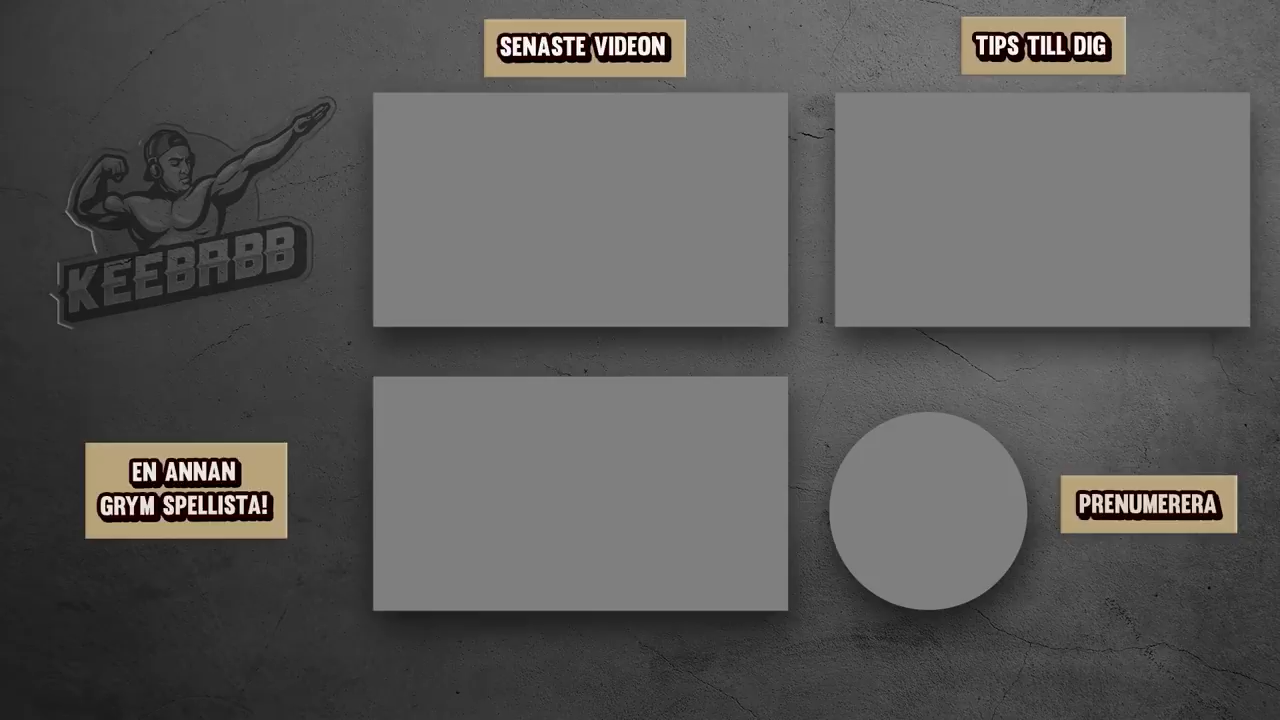 SENASTE VIDEON
TIPS TILL DIG
KEEBABB
EN ANNAN
GRYM SPELLISTA!
PRENUMERERA